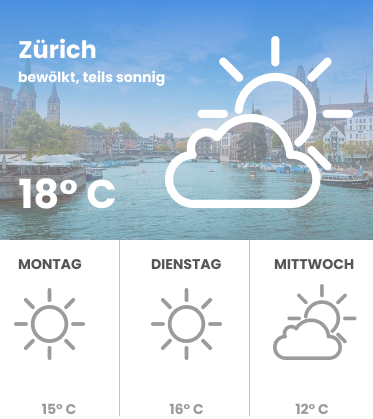 Zürich
bewölkt, teils sonnig
18° C
MONTAG DIENSTAG MITTWOCH
15° C 16° C 12° C